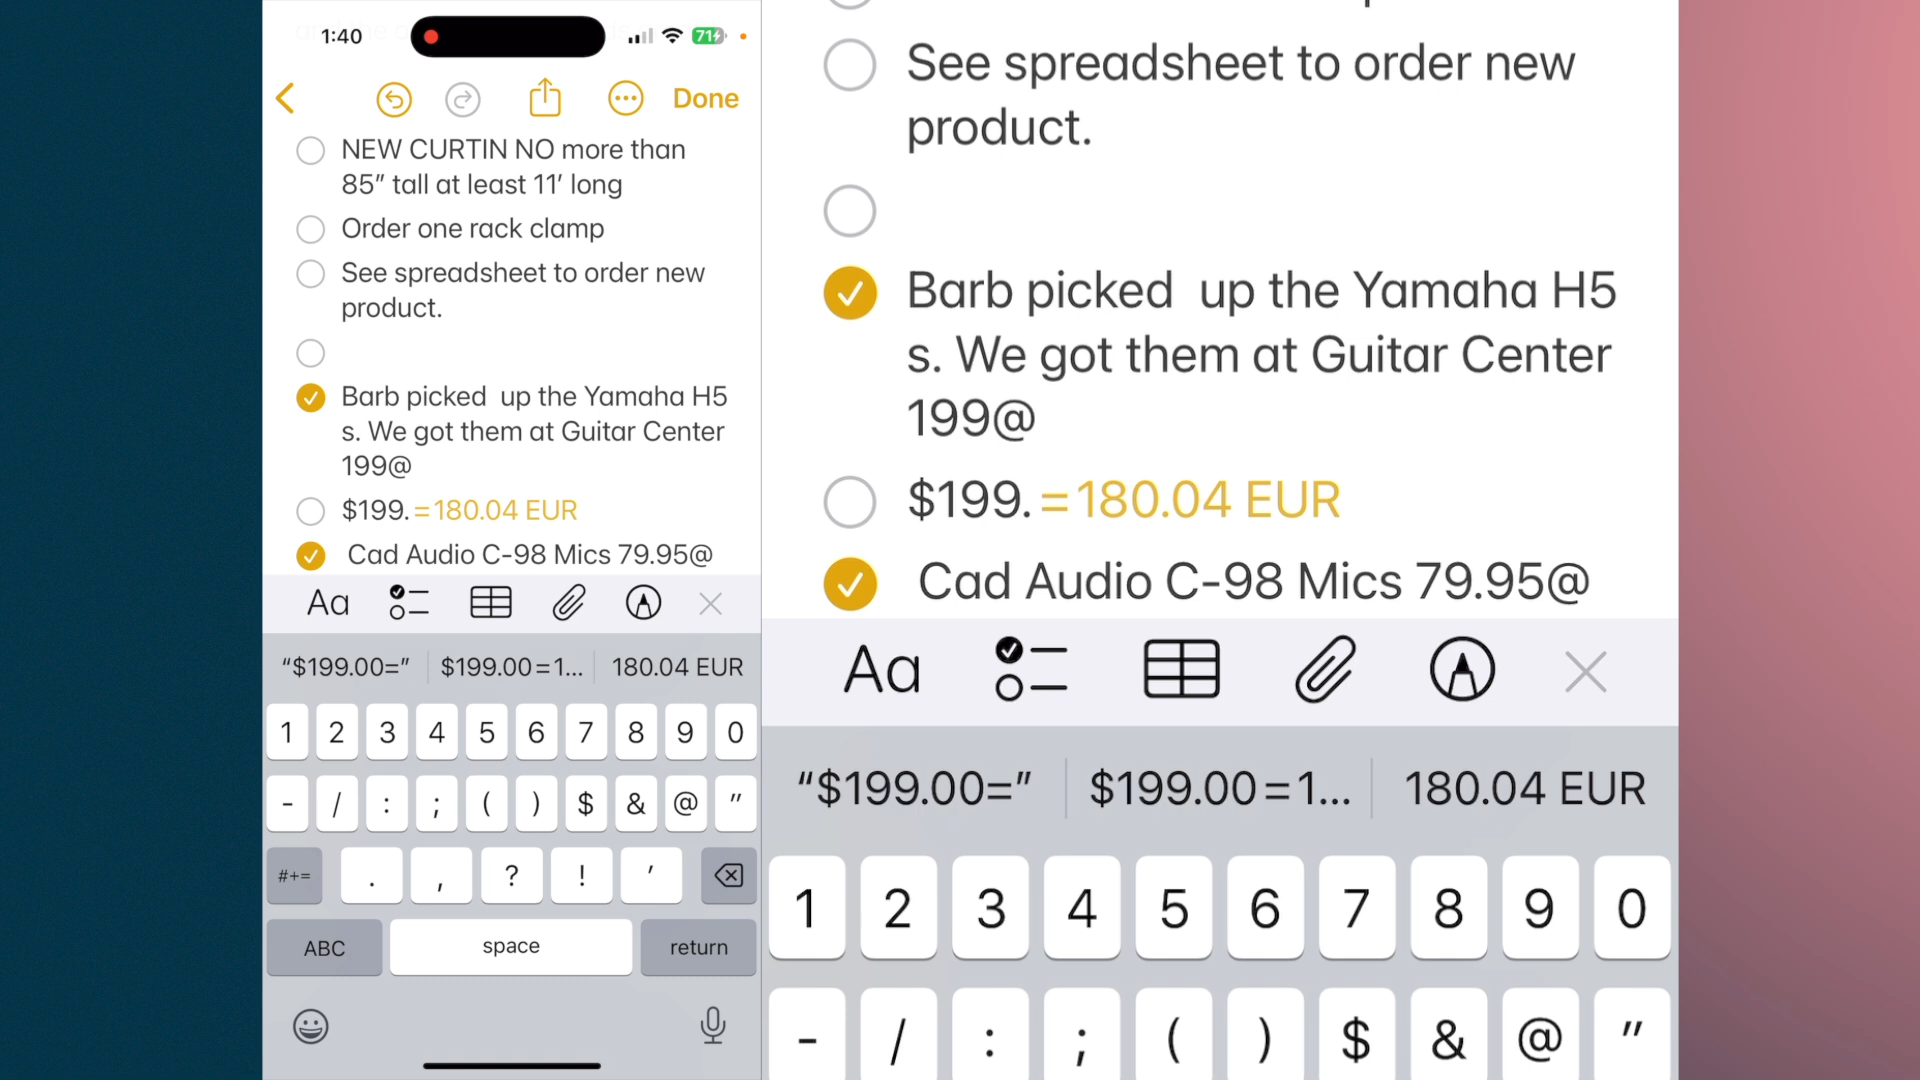 1:40
71
Done
NEW CURTIN NO more than
85” tall at least 11’ long
Order one rack clamp
See spreadsheet to order new
product.
Barb picked  up the Yamaha H5
s. We got them at Guitar Center
199@
$199.=180.04 EUR
Cad Audio C-98 Mics 79.95@
Aa
“$199.00=” $199.00=1... 180.04 EUR
1 2 3 4 5 6 7 8 9 0
- / : ; ( ) $ & @ "
#+= . , ? ! ’
ABC space return
See spreadsheet to order new
product.
Barb picked  up the Yamaha H5
s. We got them at Guitar Center
199@
$199.=180.04 EUR
Cad Audio C-98 Mics 79.95@
Aa
“$199.00=” $199.00=1... 180.04 EUR
1 2 3 4 5 6 7 8 9 0
- / : ; ( ) $ & @ "